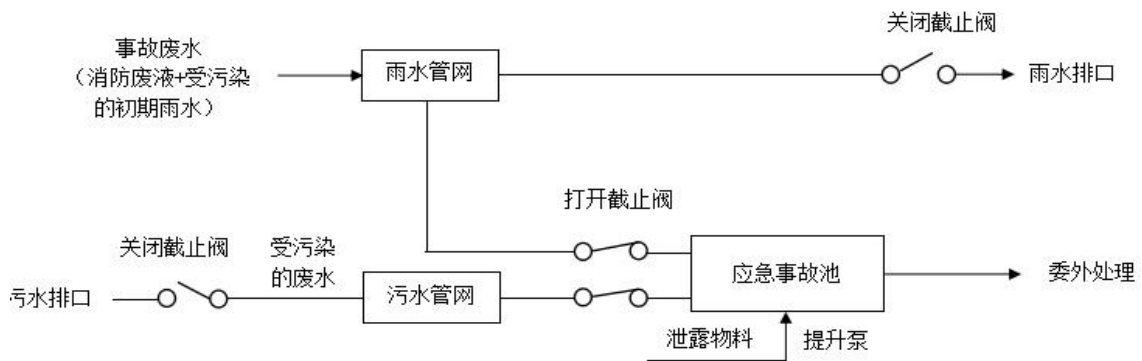 关闭截止阀
事故废水
（消防废液+受污染
的初期雨水）
雨水管网
雨水排口
打开截止阀
关闭截止阀
受污染
的废水
应急事故池
委外处理
污水排口
污水管网
泄露物料
提升泵